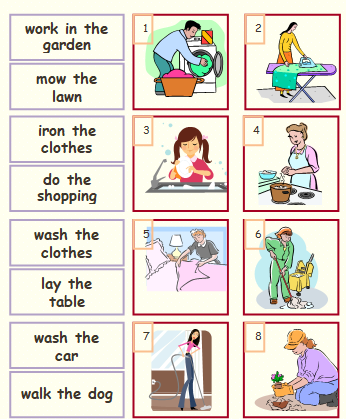 work in the
garden
mow the
lawn
iron the
clothes
do the
shopping
wash the
clothes
lay the
table
wash the
car
walk the dog
1
2
3
4
5
6
7
8